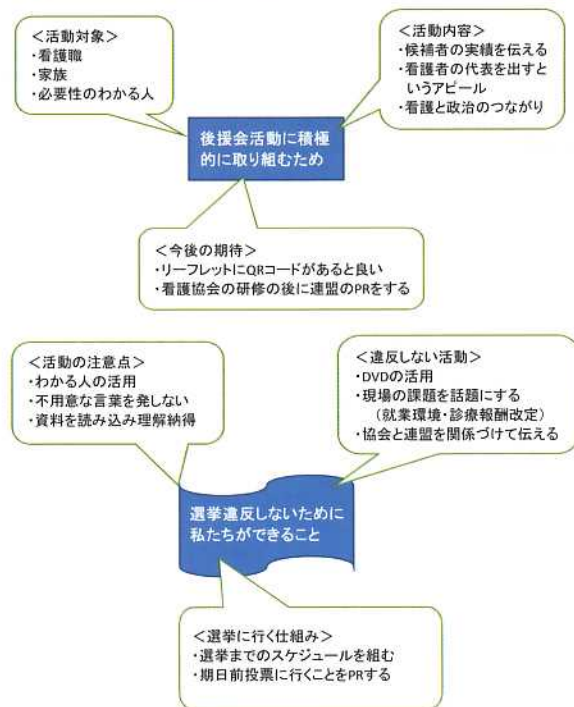 ＜活動対象＞
・看護職
・家族
・必要性のわかる人
＜活動内容＞
・候補者の実績を伝える
・看護者の代表を出すと
いうアピール
・看護と政治のつながり
後援会活動に積極
的に取り組むため
＜今後の期待＞
・リーフレットにQRコードがあると良い
・看護協会の研修の後に連盟のPRをする
＜活動の注意点＞
・わかる人の活用
・不用意な言葉を発しない
・資料を読み込み理解納得
＜違反しない活動＞
・DVDの活用
・現場の課題を話題にする
（就業環境・診療報酬改定）
・協会と連盟を関係づけて伝える
選挙違反しないために
私たちができること
＜選挙に行く仕組み＞
・選挙までのスケジュールを組む
・期日前投票に行くことをPRする